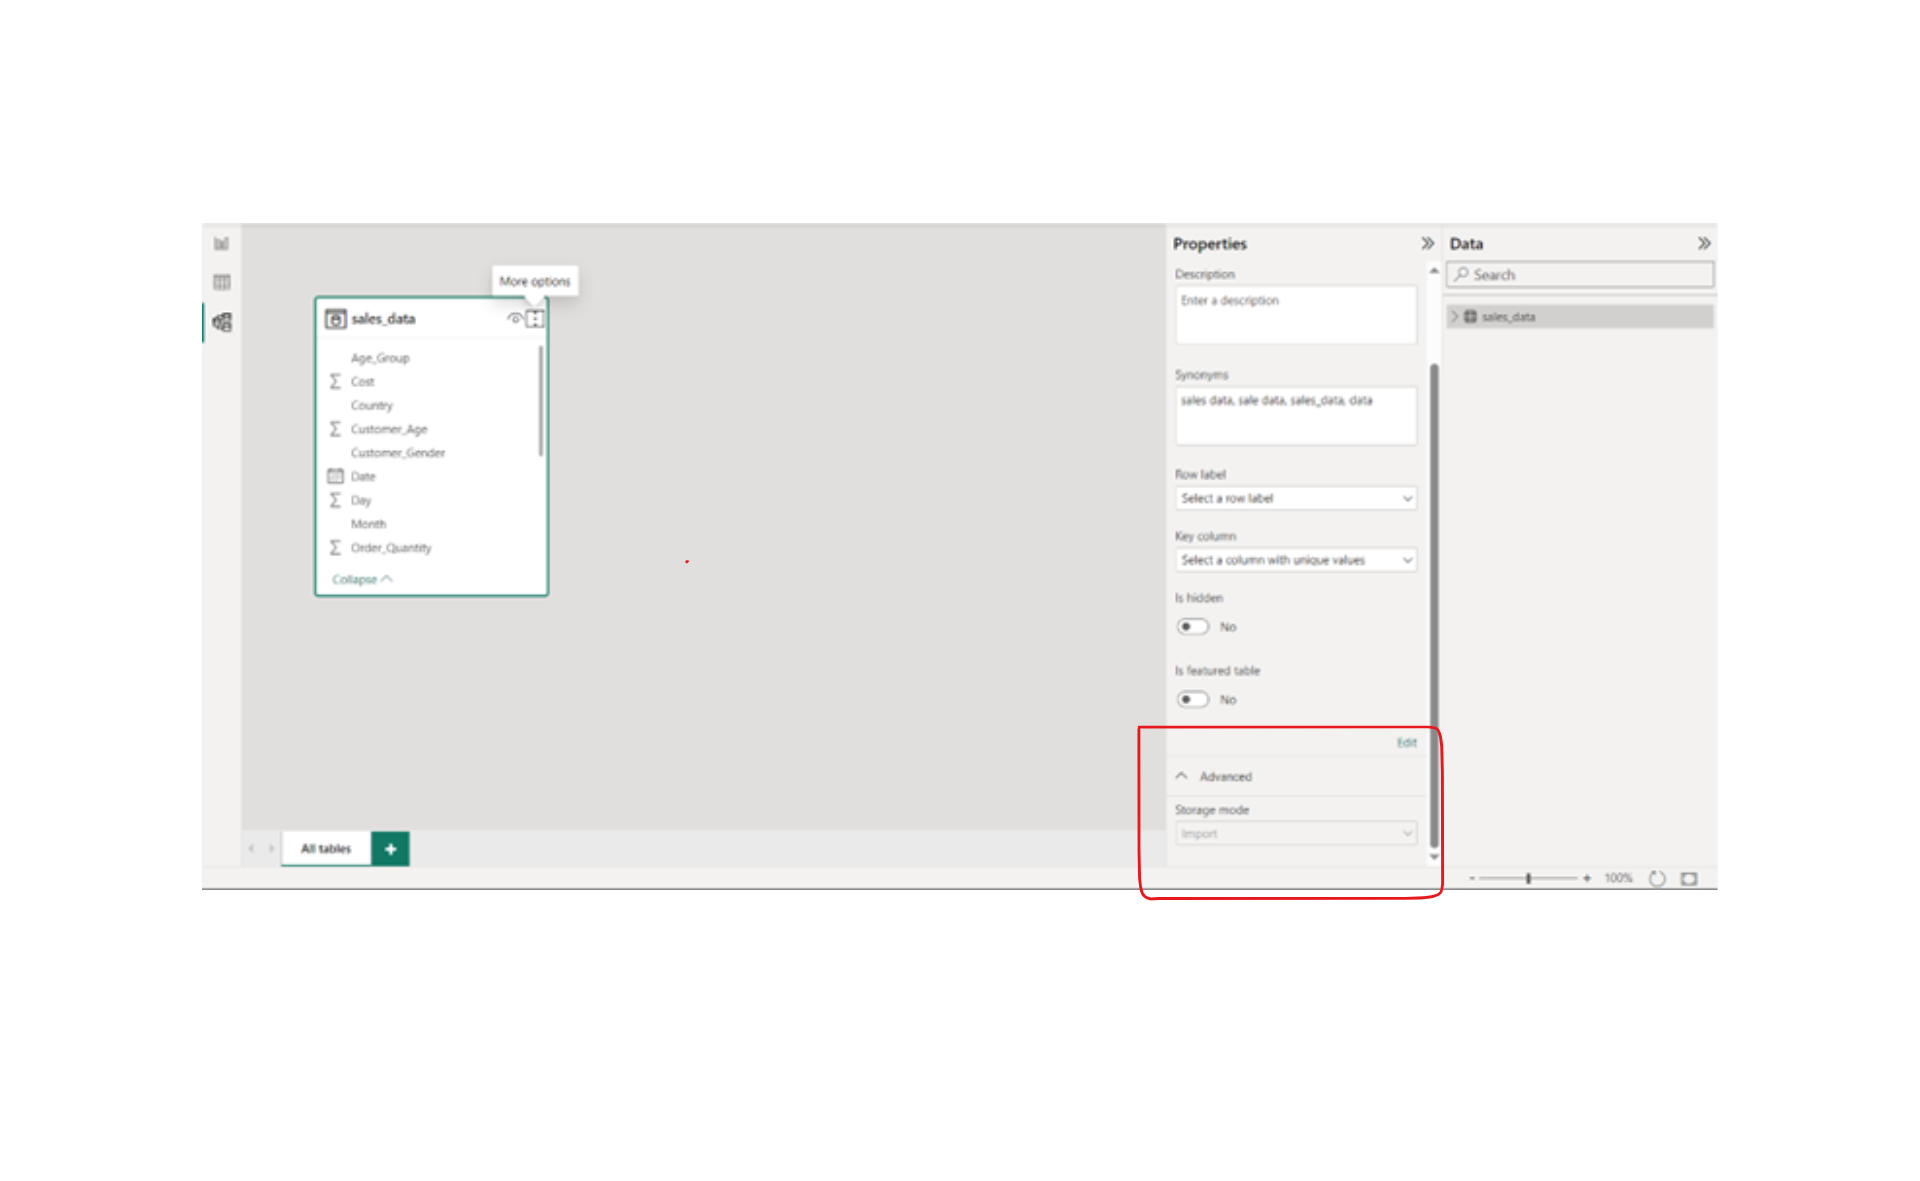 More options
sales_data
Age_Group
Cost
Country
Customer_Age
Customer_Gender
Date
Day
Month
Order_Quantity
Collapse
All tables
+
Properties
Description
Enter a description
Synonyms
sales data, sale data, sales_data, data
Row label
Select a row label
Key column
Select a column with unique values
Is hidden
No
Is featured table
No
Edit
Advanced
Storage mode
Import
Data
Search
sales_data
- + 100%